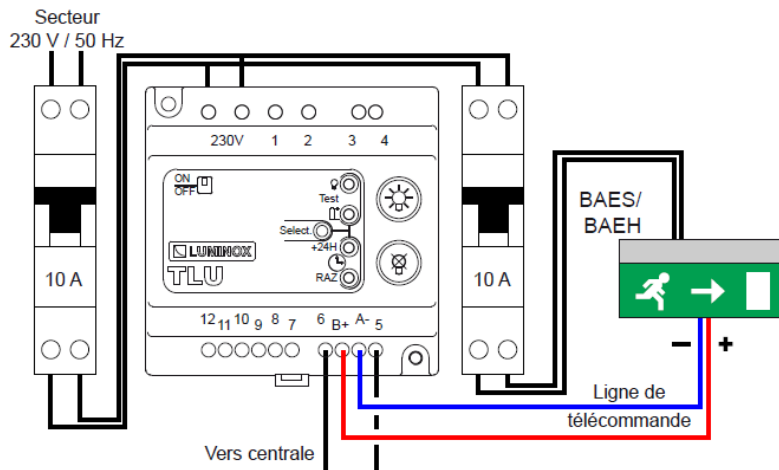 Secteur
230 V / 50 Hz
230V 1 2 3 4
ON
OFF
Test
Select.
+24H
RAZ
LUMINOX
TLU
10 A
10 A
BAES/
BAEH
12 11 10 9 8 7 6 B+ A- 5
– +
Ligne de
télécommande
Vers centrale